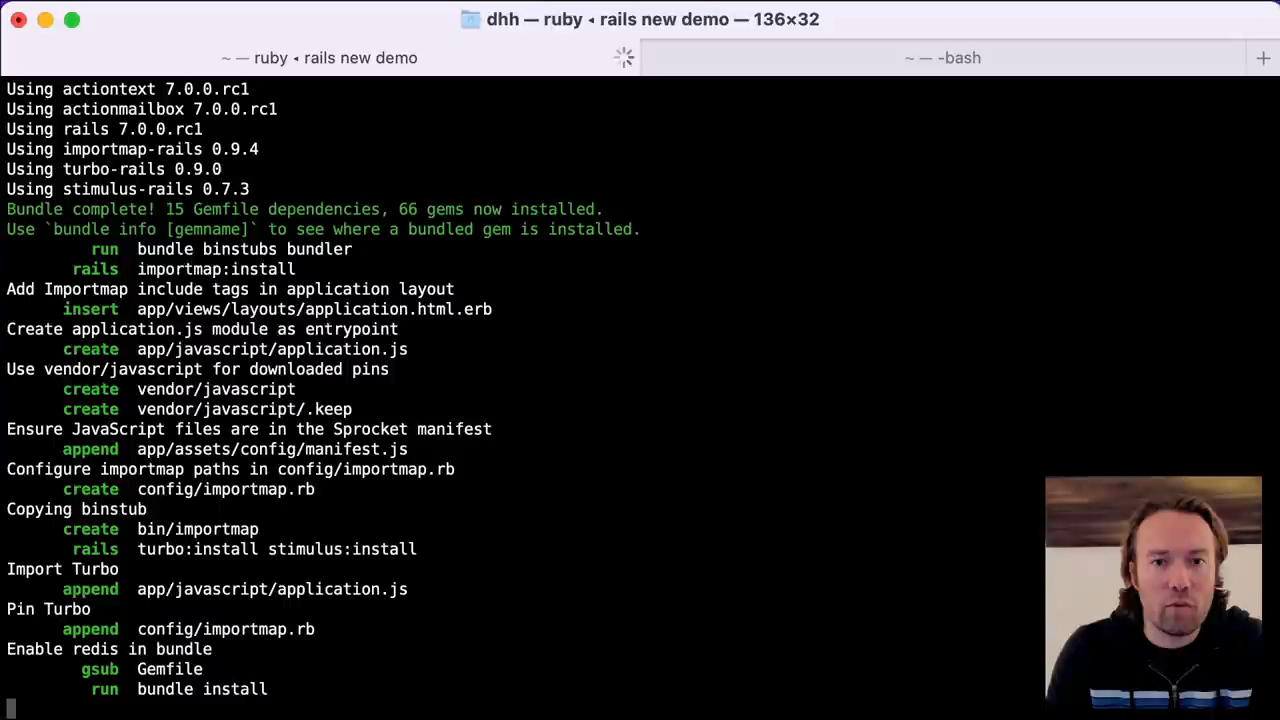 dhh — ruby ◂ rails new demo — 136×32
~ — ruby ◂ rails new demo
~ — -bash
Using actiontext 7.0.0.rc1
Using actionmailbox 7.0.0.rc1
Using rails 7.0.0.rc1
Using importmap-rails 0.9.4
Using turbo-rails 0.9.0
Using stimulus-rails 0.7.3
Bundle complete! 15 Gemfile dependencies, 66 gems now installed.
Use `bundle info [gemname]` to see where a bundled gem is installed.
run  bundle binstubs bundler
rails  importmap:install
Add Importmap include tags in application layout
insert  app/views/layouts/application.html.erb
Create application.js module as entrypoint
create  app/javascript/application.js
Use vendor/javascript for downloaded pins
create  vendor/javascript
create  vendor/javascript/.keep
Ensure JavaScript files are in the Sprocket manifest
append  app/assets/config/manifest.js
Configure importmap paths in config/importmap.rb
create  config/importmap.rb
Copying binstub
create  bin/importmap
rails  turbo:install stimulus:install
Import Turbo
append  app/javascript/application.js
Pin Turbo
append  config/importmap.rb
Enable redis in bundle
gsub  Gemfile
run  bundle install